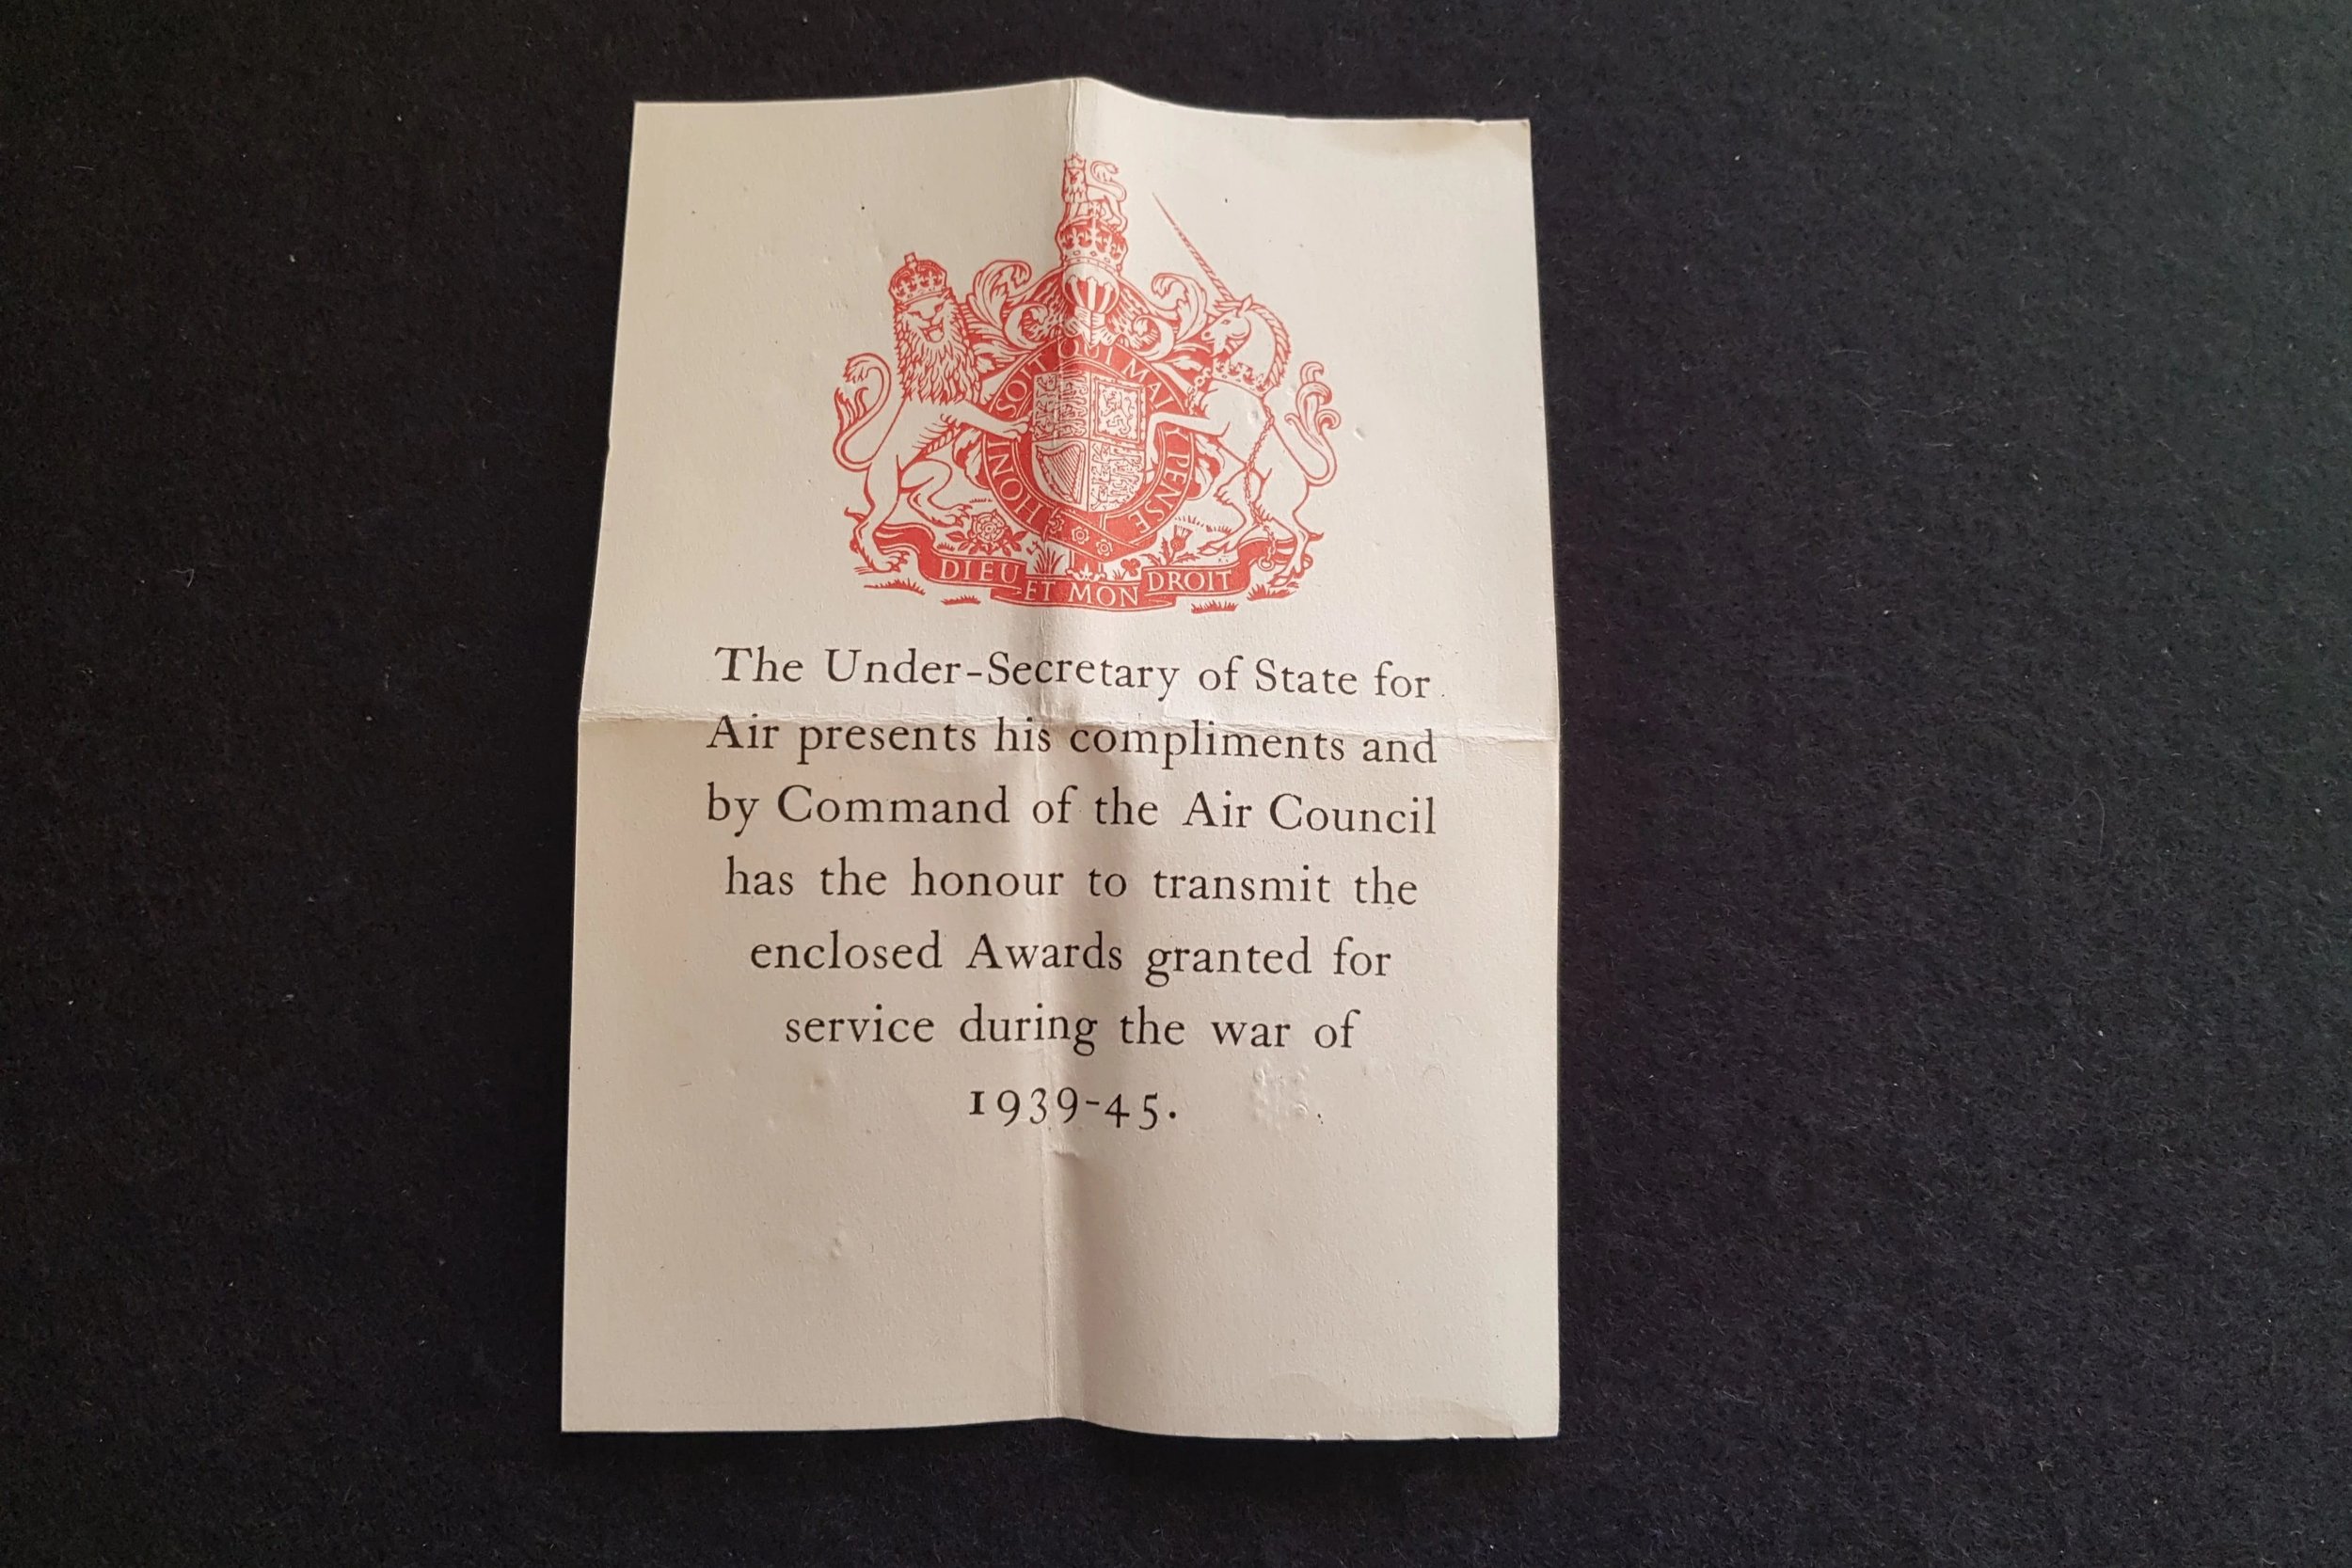 HONI SOIT QUI MAL Y PENSE
DIEU ET MON DROIT
The Under-Secretary of State for
Air presents his compliments and
by Command of the Air Council
has the honour to transmit the
enclosed Awards granted for
service during the war of
1939-45.